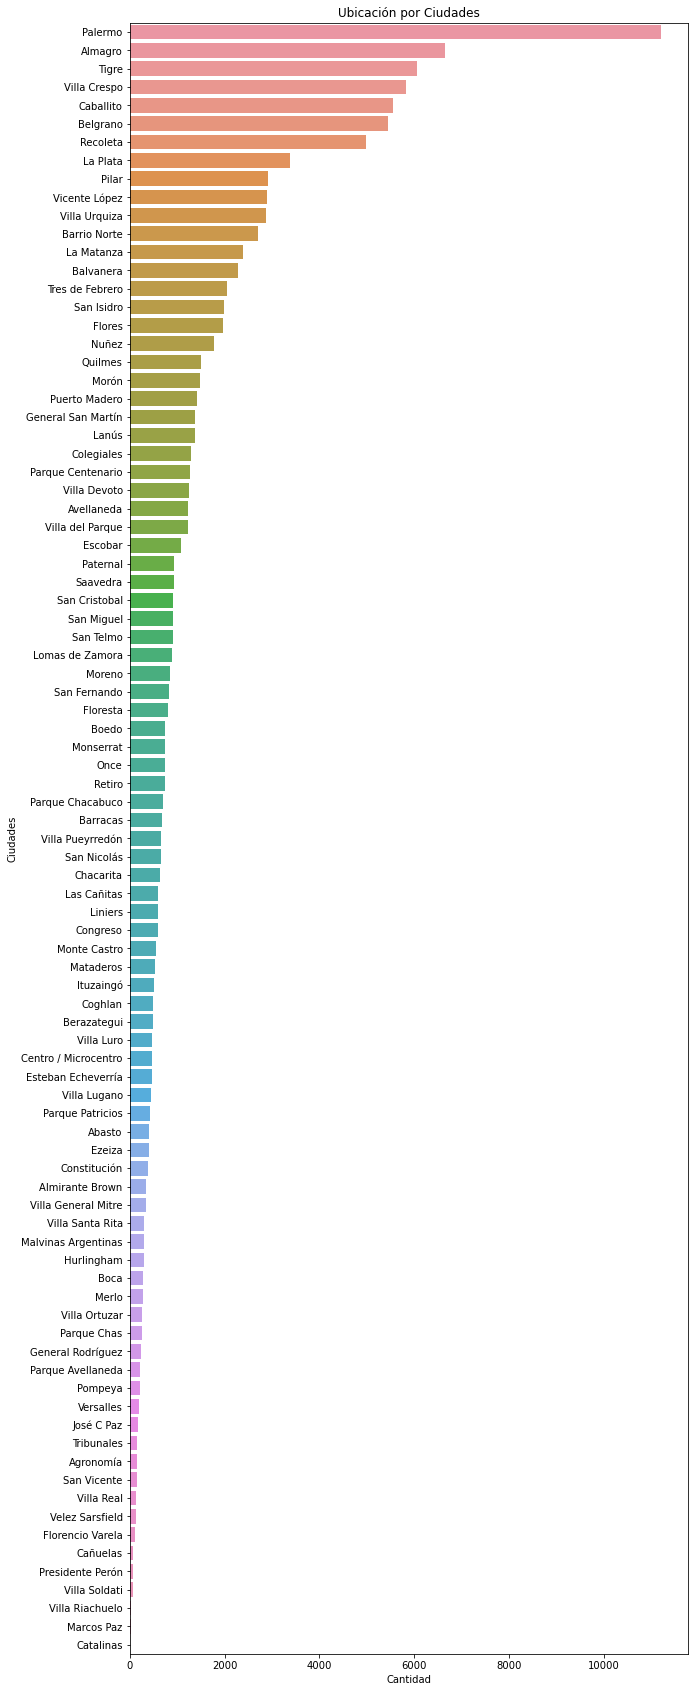 Ubicación por Ciudades
Palermo
Almagro
Tigre
Villa Crespo
Caballito
Belgrano
Recoleta
La Plata
Pilar
Vicente López
Villa Urquiza
Barrio Norte
La Matanza
Balvanera
Tres de Febrero
San Isidro
Flores
Nuñez
Quilmes
Morón
Puerto Madero
General San Martín
Lanús
Colegiales
Parque Centenario
Villa Devoto
Avellaneda
Villa del Parque
Escobar
Paternal
Saavedra
San Cristobal
San Miguel
San Telmo
Lomas de Zamora
Moreno
San Fernando
Floresta
Boedo
Monserrat
Once
Retiro
Parque Chacabuco
Barracas
Villa Pueyrredón
San Nicolás
Chacarita
Las Cañitas
Liniers
Congreso
Monte Castro
Mataderos
Ituzaingó
Coghlan
Berazategui
Villa Luro
Centro / Microcentro
Esteban Echeverría
Villa Lugano
Parque Patricios
Abasto
Ezeiza
Constitución
Almirante Brown
Villa General Mitre
Villa Santa Rita
Malvinas Argentinas
Hurlingham
Boca
Merlo
Villa Ortuzar
Parque Chas
General Rodríguez
Parque Avellaneda
Pompeya
Versalles
José C Paz
Tribunales
Agronomía
San Vicente
Villa Real
Velez Sarsfield
Florencio Varela
Cañuelas
Presidente Perón
Villa Soldati
Villa Riachuelo
Marcos Paz
Catalinas
Ciudades
0 2000 4000 6000 8000 10000
Cantidad